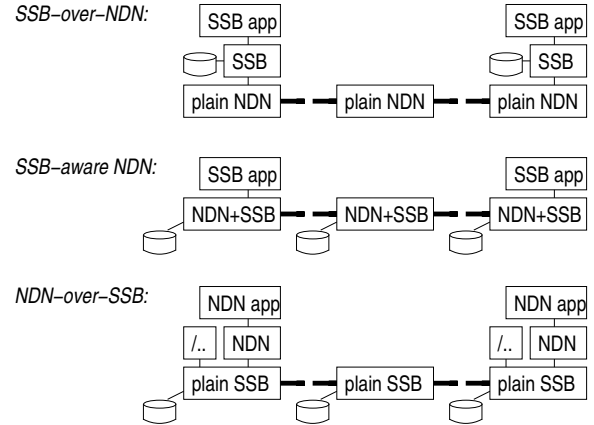 SSB–over–NDN:
SSB app
SSB app
SSB
SSB
plain NDN
plain NDN
plain NDN
SSB–aware NDN:
SSB app
SSB app
NDN+SSB
NDN+SSB
NDN+SSB
NDN–over–SSB:
NDN app
NDN app
/..
NDN
/..
NDN
plain SSB
plain SSB
plain SSB